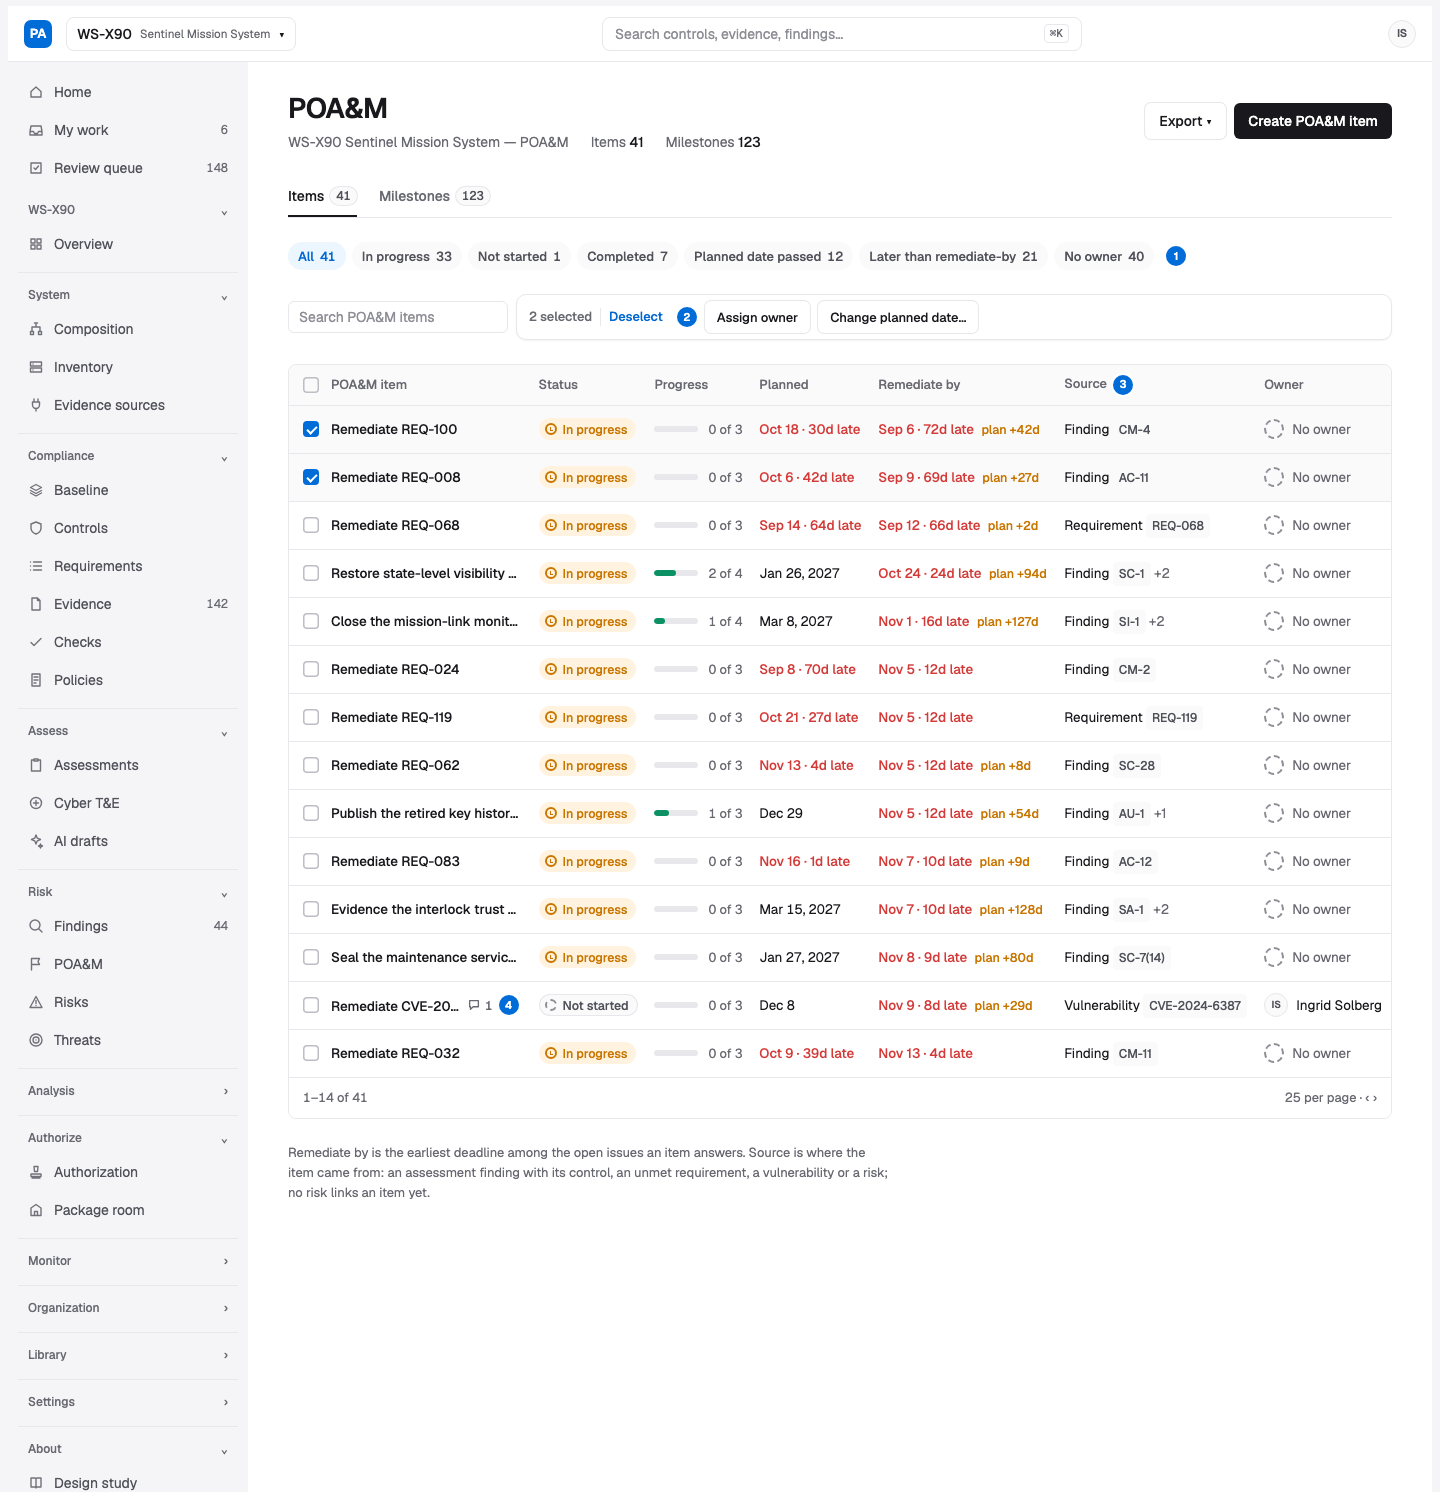 PA WS-X90 Sentinel Mission System ▾ Search controls, evidence, findings... ⌘K IS
Home
My work 6
Review queue 148
WS-X90
Overview
System
Composition
Inventory
Evidence sources
Compliance
Baseline
Controls
Requirements
Evidence 142
Checks
Policies
Assess
Assessments
Cyber T&E
AI drafts
Risk
Findings 44
POA&M
Risks
Threats
Analysis
Authorize
Authorization
Package room
Monitor
Organization
Library
Settings
About
Design study
POA&M
Export ▾ Create POA&M item
WS-X90 Sentinel Mission System — POA&M Items 41 Milestones 123
Items 41 Milestones 123
All 41 In progress 33 Not started 1 Completed 7 Planned date passed 12 Later than remediate-by 21 No owner 40 1
Search POA&M items 2 selected Deselect 2 Assign owner Change planned date...
POA&M item Status Progress Planned Remediate by Source 3 Owner
Remediate REQ-100 In progress 0 of 3 Oct 18 · 30d late Sep 6 · 72d late plan +42d Finding CM-4 No owner
Remediate REQ-008 In progress 0 of 3 Oct 6 · 42d late Sep 9 · 69d late plan +27d Finding AC-11 No owner
Remediate REQ-068 In progress 0 of 3 Sep 14 · 64d late Sep 12 · 66d late plan +2d Requirement REQ-068 No owner
Restore state-level visibility ... In progress 2 of 4 Jan 26, 2027 Oct 24 · 24d late plan +94d Finding SC-1 +2 No owner
Close the mission-link monit... In progress 1 of 4 Mar 8, 2027 Nov 1 · 16d late plan +127d Finding SI-1 +2 No owner
Remediate REQ-024 In progress 0 of 3 Sep 8 · 70d late Nov 5 · 12d late Finding CM-2 No owner
Remediate REQ-119 In progress 0 of 3 Oct 21 · 27d late Nov 5 · 12d late Requirement REQ-119 No owner
Remediate REQ-062 In progress 0 of 3 Nov 13 · 4d late Nov 5 · 12d late plan +8d Finding SC-28 No owner
Publish the retired key histor... In progress 1 of 3 Dec 29 Nov 5 · 12d late plan +54d Finding AU-1 +1 No owner
Remediate REQ-083 In progress 0 of 3 Nov 16 · 1d late Nov 7 · 10d late plan +9d Finding AC-12 No owner
Evidence the interlock trust ... In progress 0 of 3 Mar 15, 2027 Nov 7 · 10d late plan +128d Finding SA-1 +2 No owner
Seal the maintenance servic... In progress 0 of 3 Jan 27, 2027 Nov 8 · 9d late plan +80d Finding SC-7(14) No owner
Remediate CVE-20... 1 4 Not started 0 of 3 Dec 8 Nov 9 · 8d late plan +29d Vulnerability CVE-2024-6387 IS Ingrid Solberg
Remediate REQ-032 In progress 0 of 3 Oct 9 · 39d late Nov 13 · 4d late Finding CM-11 No owner
1–14 of 41 25 per page · ‹ ›
Remediate by is the earliest deadline among the open issues an item answers. Source is where the
item came from: an assessment finding with its control, an unmet requirement, a vulnerability or a risk;
no risk links an item yet.